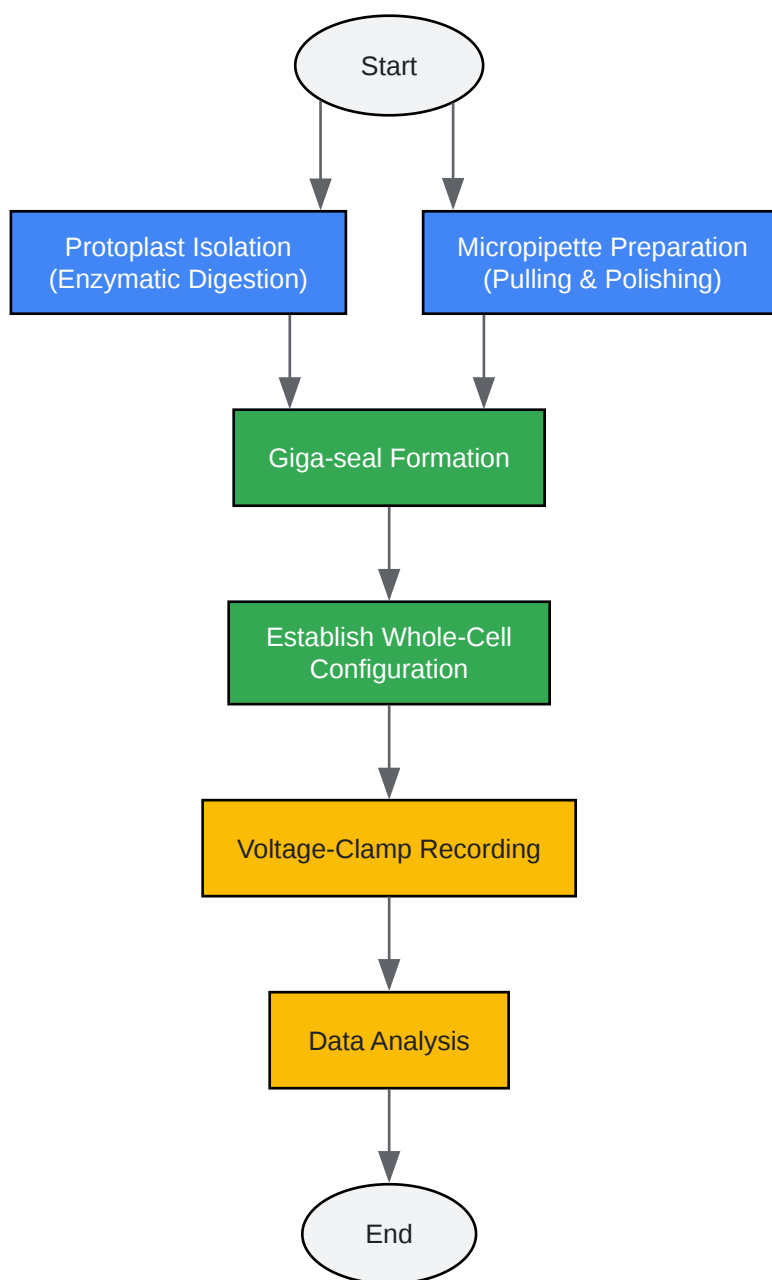 Start
Protoplast Isolation
(Enzymatic Digestion)
Micropipette Preparation
(Pulling & Polishing)
Giga-seal Formation
Establish Whole-Cell
Configuration
Voltage-Clamp Recording
Data Analysis
End